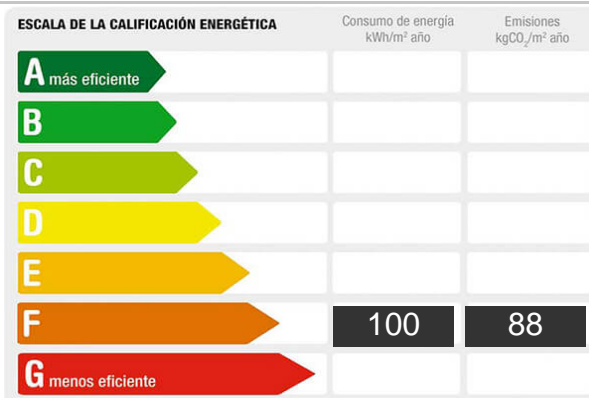 ESCALA DE LA CALIFICACIÓN ENERGÉTICA
Consumo de energía
kWh/m² año
Emisiones
kgCO₂/m² año
A más eficiente
B
C
D
E
F 100 88
G menos eficiente